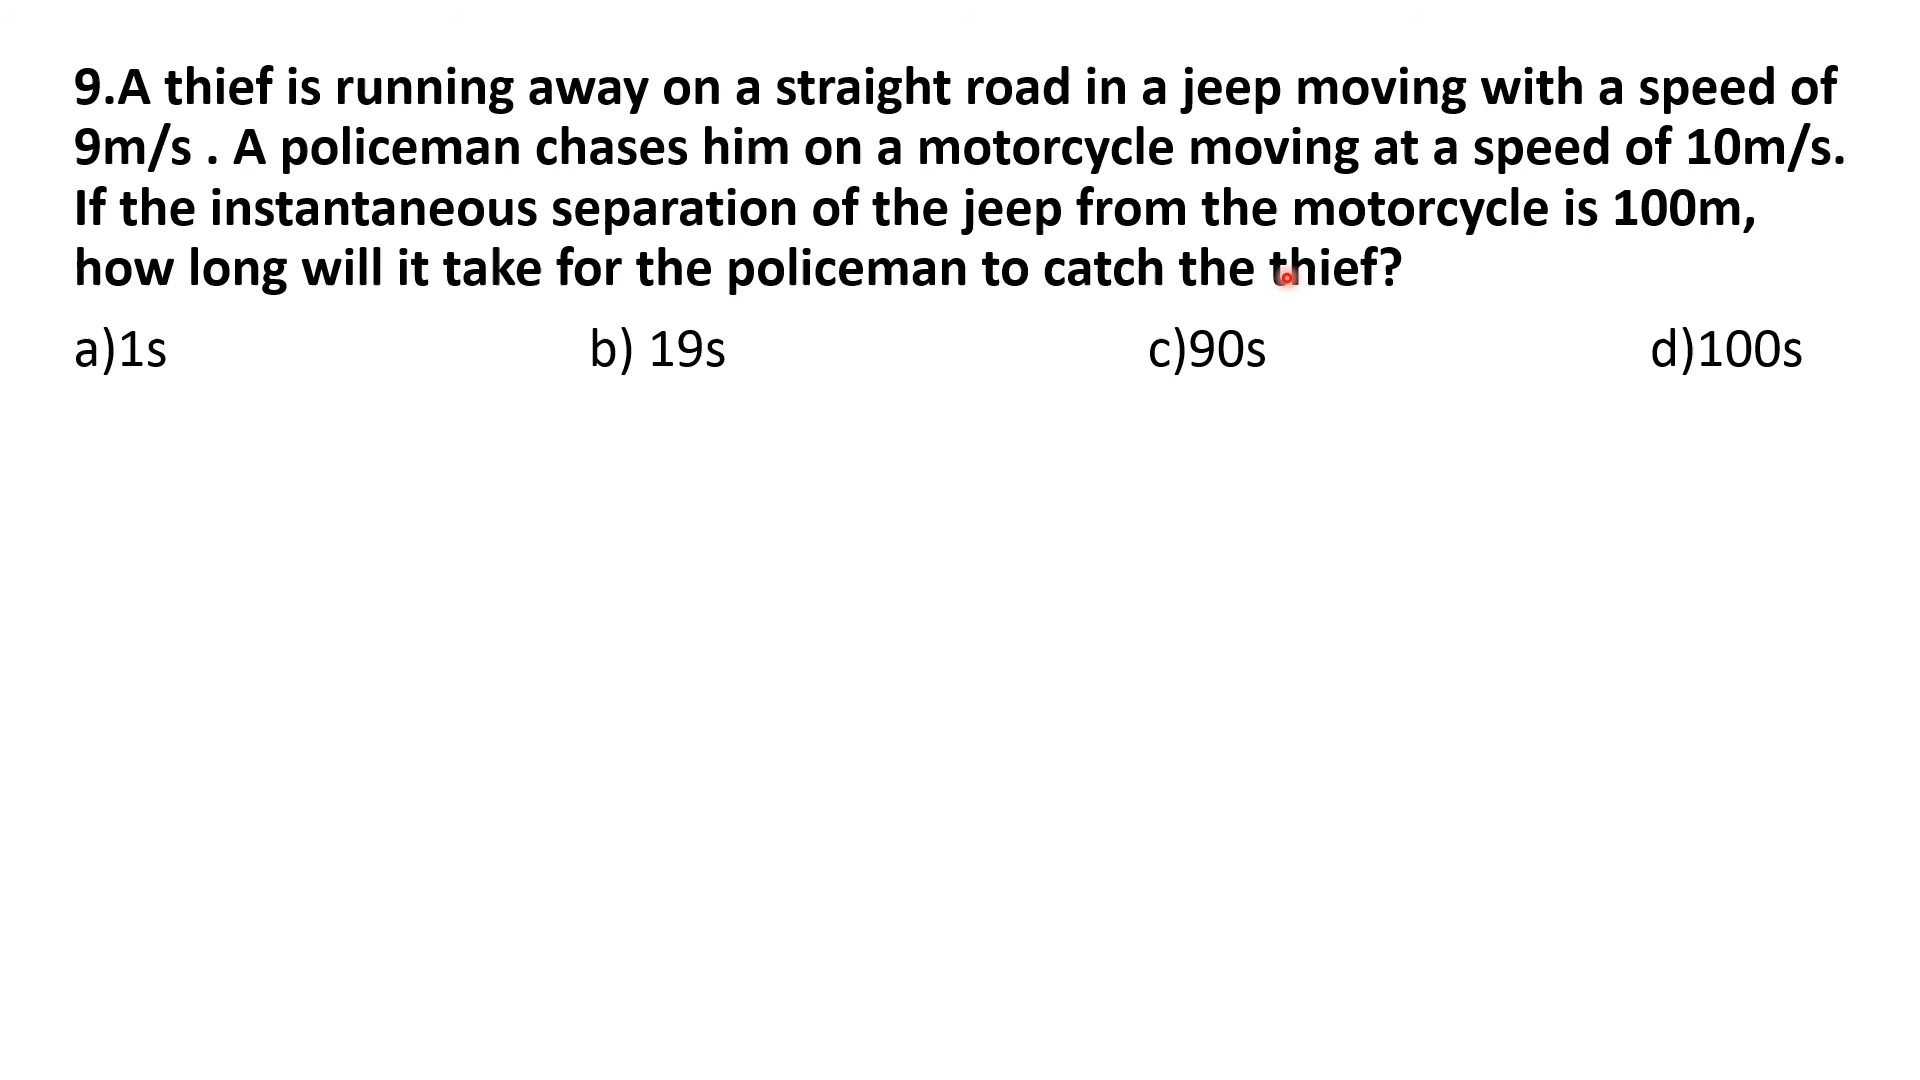 9.A thief is running away on a straight road in a jeep moving with a speed of
9m/s . A policeman chases him on a motorcycle moving at a speed of 10m/s.
If the instantaneous separation of the jeep from the motorcycle is 100m,
how long will it take for the policeman to catch the thief?
a)1s b) 19s c)90s d)100s